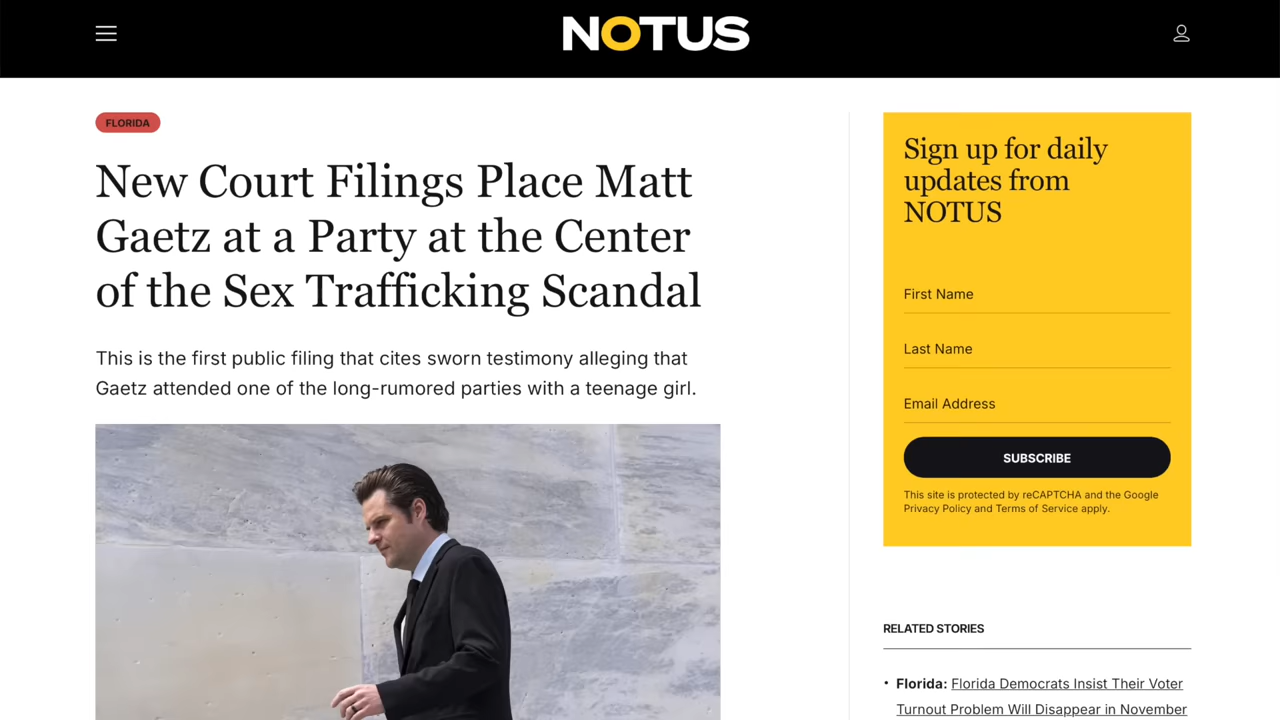 NOTUS
FLORIDA
New Court Filings Place Matt
Gaetz at a Party at the Center
of the Sex Trafficking Scandal
This is the first public filing that cites sworn testimony alleging that
Gaetz attended one of the long-rumored parties with a teenage girl.
Sign up for daily
updates from
NOTUS
First Name
Last Name
Email Address
SUBSCRIBE
This site is protected by reCAPTCHA and the Google
Privacy Policy and Terms of Service apply.
RELATED STORIES
• Florida: Florida Democrats Insist Their Voter
Turnout Problem Will Disappear in November